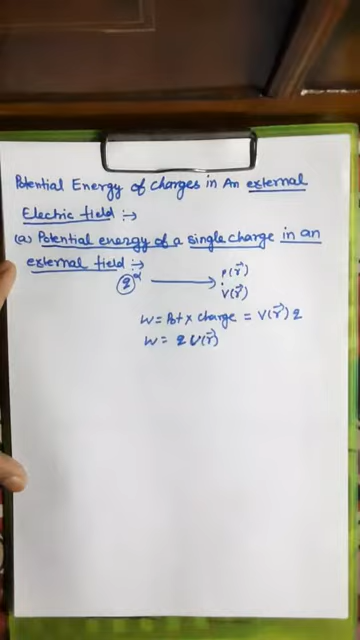 Potential Energy of charges in An external
Electric field :→
(a) Potential energy of a single charge in an
external field :→
q ∞ → P(r⃗)
V(r⃗)
W = Pot × charge = V(r⃗) q
W = q V(r⃗)